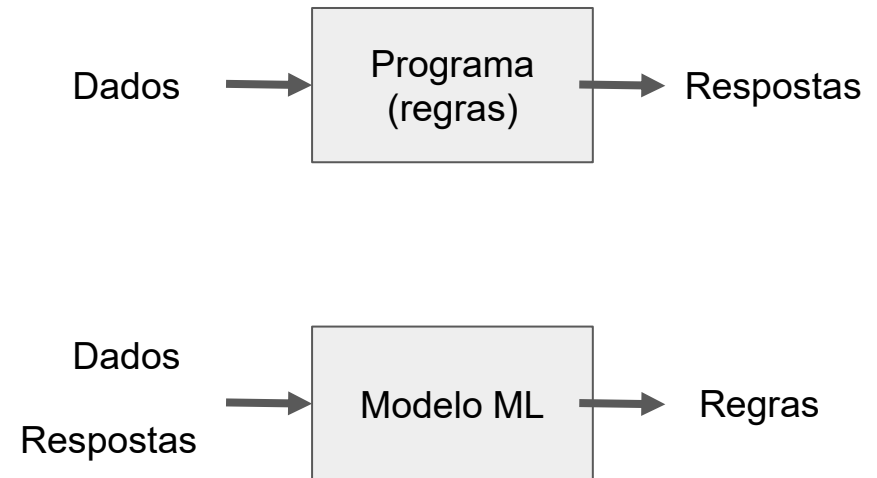 Dados
Programa
(regras)
Respostas
Dados
Respostas
Modelo ML
Regras